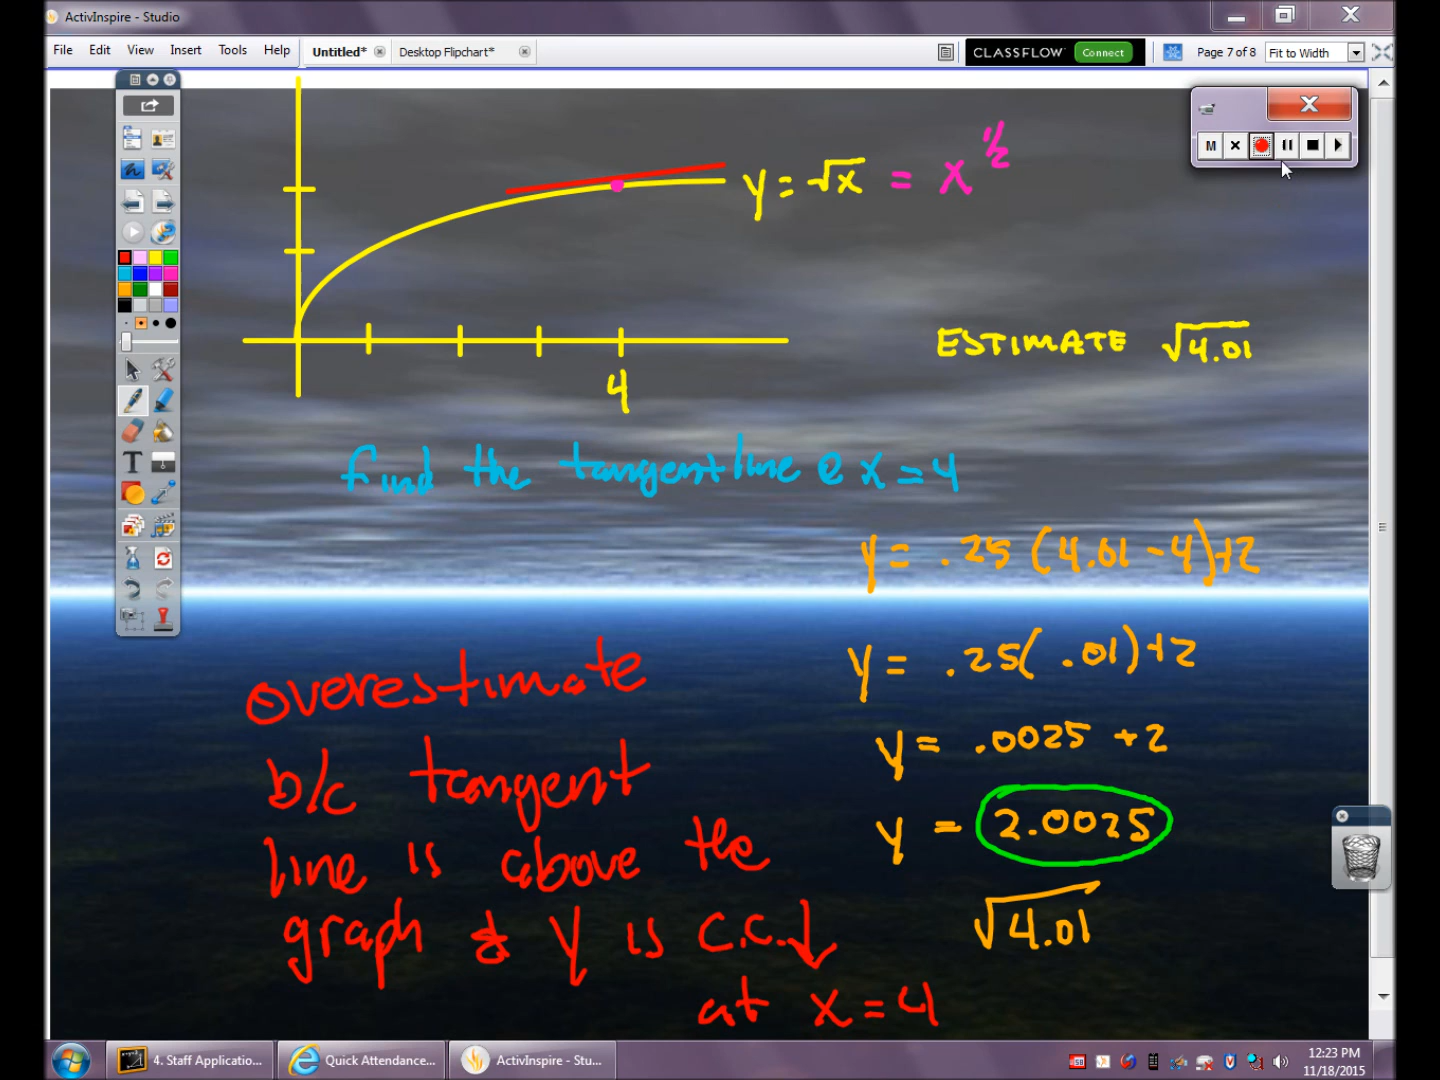 ActivInspire - Studio
File Edit View Insert Tools Help Untitled* Desktop Flipchart* CLASSFLOW Connect Page 7 of 8 Fit to Width
M
y = √x = x^1/2
ESTIMATE √4.01
4
find the tangent line @ x = 4
y = .25 (4.01 - 4) + 2
y = .25( .01) + 2
y = .0025 + 2
y = 2.0025
√4.01
overestimate
b/c tangent
line is above the
graph & y is c.c.↓
at x = 4
T
4. Staff Applicatio... Quick Attendance... ActivInspire - Stu... 12:23 PM
11/18/2015